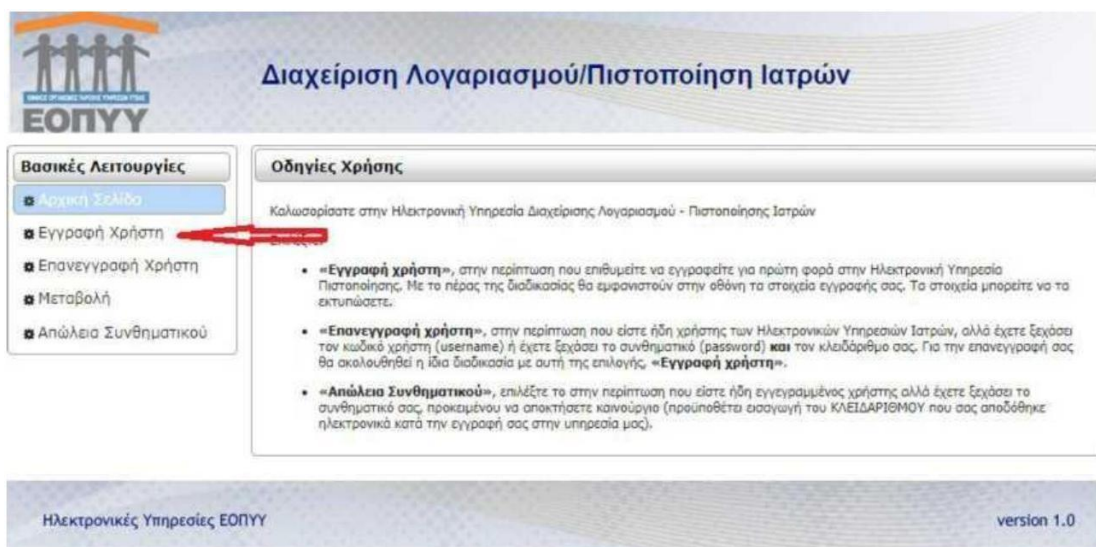 ΕΟΠΥΥ
Διαχείριση Λογαριασμού/Πιστοποίηση Ιατρών
Βασικές Λειτουργίες
Αρχική Σελίδα
Εγγραφή Χρήστη
Επανεγγραφή Χρήστη
Μεταβολή
Απώλεια Συνθηματικού
Οδηγίες Χρήσης
Καλωσορίσατε στην Ηλεκτρονική Υπηρεσία Διαχείρισης Λογαριασμού - Πιστοποίησης Ιατρών
• «Εγγραφή χρήστη», στην περίπτωση που επιθυμείτε να εγγραφείτε για πρώτη φορά στην Ηλεκτρονική Υπηρεσία
Πιστοποίησης. Με το πέρας της διαδικασίας θα εμφανιστούν στην οθόνη τα στοιχεία εγγραφής σας. Τα στοιχεία μπορείτε να τα
εκτυπώσετε.
• «Επανεγγραφή χρήστη», στην περίπτωση που είστε ήδη χρήστης των Ηλεκτρονικών Υπηρεσιών Ιατρών, αλλά έχετε ξεχάσει
τον κωδικό χρήστη (username) ή έχετε ξεχάσει το συνθηματικό (password) και τον κλειδάριθμο σας. Για την επανεγγραφή σας
θα ακολουθηθεί η ίδια διαδικασία με αυτή της επιλογής, «Εγγραφή χρήστη».
• «Απώλεια Συνθηματικού», επιλέξτε το στην περίπτωση που είστε ήδη εγγεγραμμένος χρήστης αλλά έχετε ξεχάσει το
συνθηματικό σας, προκειμένου να αποκτήσετε καινούργιο (προϋποθέτει εισαγωγή του ΚΛΕΙΔΑΡΙΘΜΟΥ που σας αποδόθηκε
ηλεκτρονικά κατά την εγγραφή σας στην υπηρεσία μας).
Ηλεκτρονικές Υπηρεσίες ΕΟΠΥΥ
version 1.0